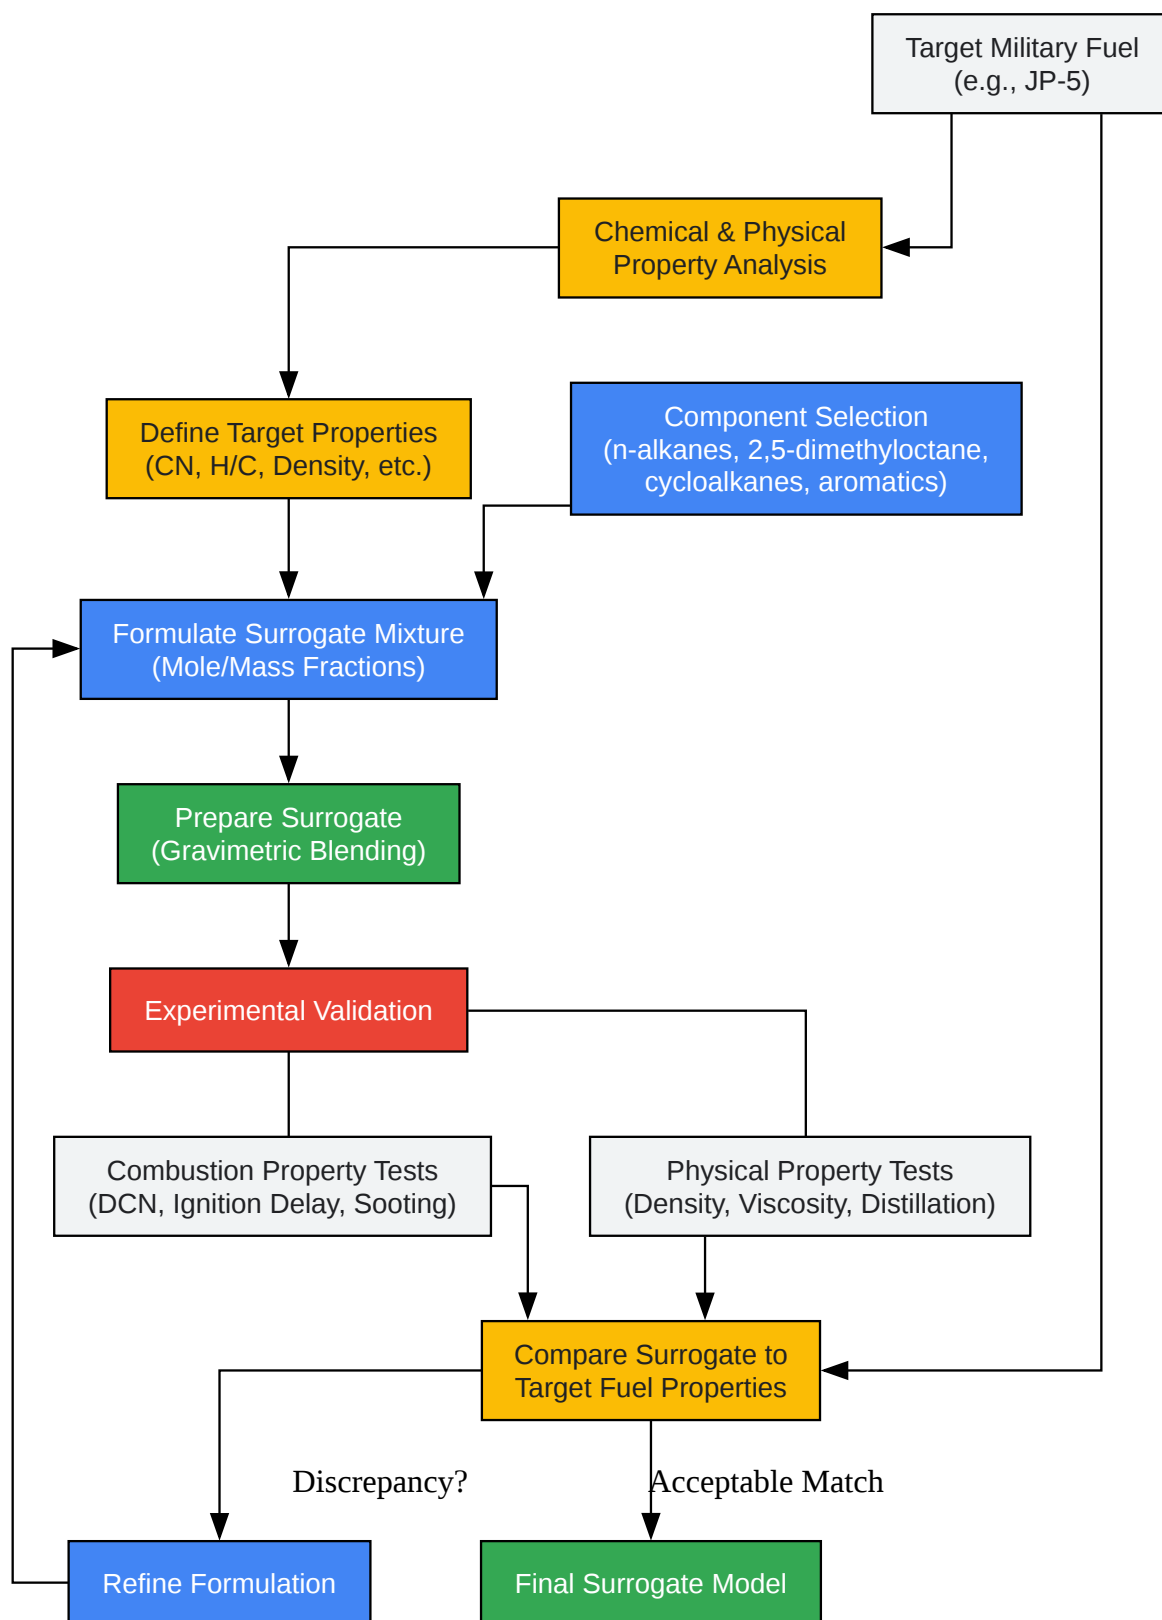 Target Military Fuel
(e.g., JP-5)
Chemical & Physical
Property Analysis
Define Target Properties
(CN, H/C, Density, etc.)
Component Selection
(n-alkanes, 2,5-dimethyloctane,
cycloalkanes, aromatics)
Formulate Surrogate Mixture
(Mole/Mass Fractions)
Prepare Surrogate
(Gravimetric Blending)
Experimental Validation
Combustion Property Tests
(DCN, Ignition Delay, Sooting)
Physical Property Tests
(Density, Viscosity, Distillation)
Compare Surrogate to
Target Fuel Properties
Discrepancy?
Acceptable Match
Refine Formulation
Final Surrogate Model